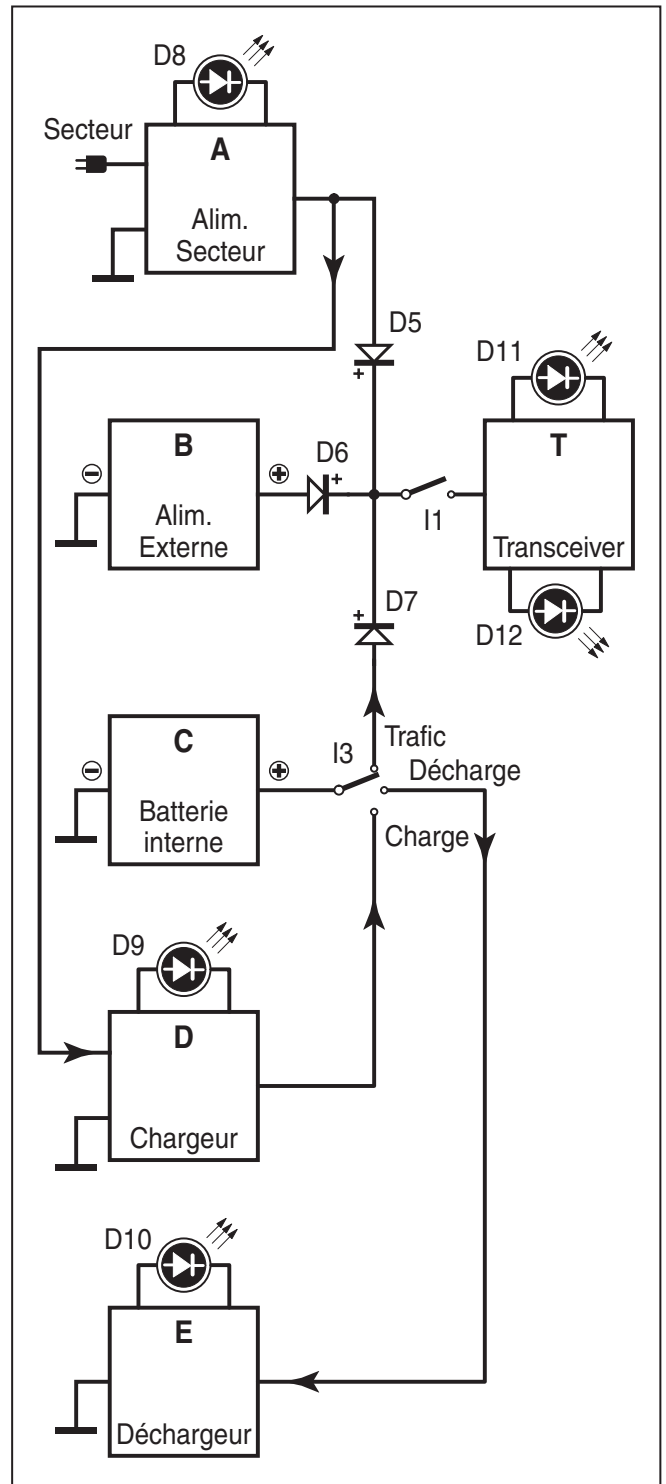 D8
Secteur
A
Alim.
Secteur
D5
+
D11
B
Alim.
Externe
−
+
D6
+
I1
T
Transceiver
D12
D7
+
C
Batterie
interne
−
+
I3
Trafic
Décharge
Charge
D9
D
Chargeur
D10
E
Déchargeur